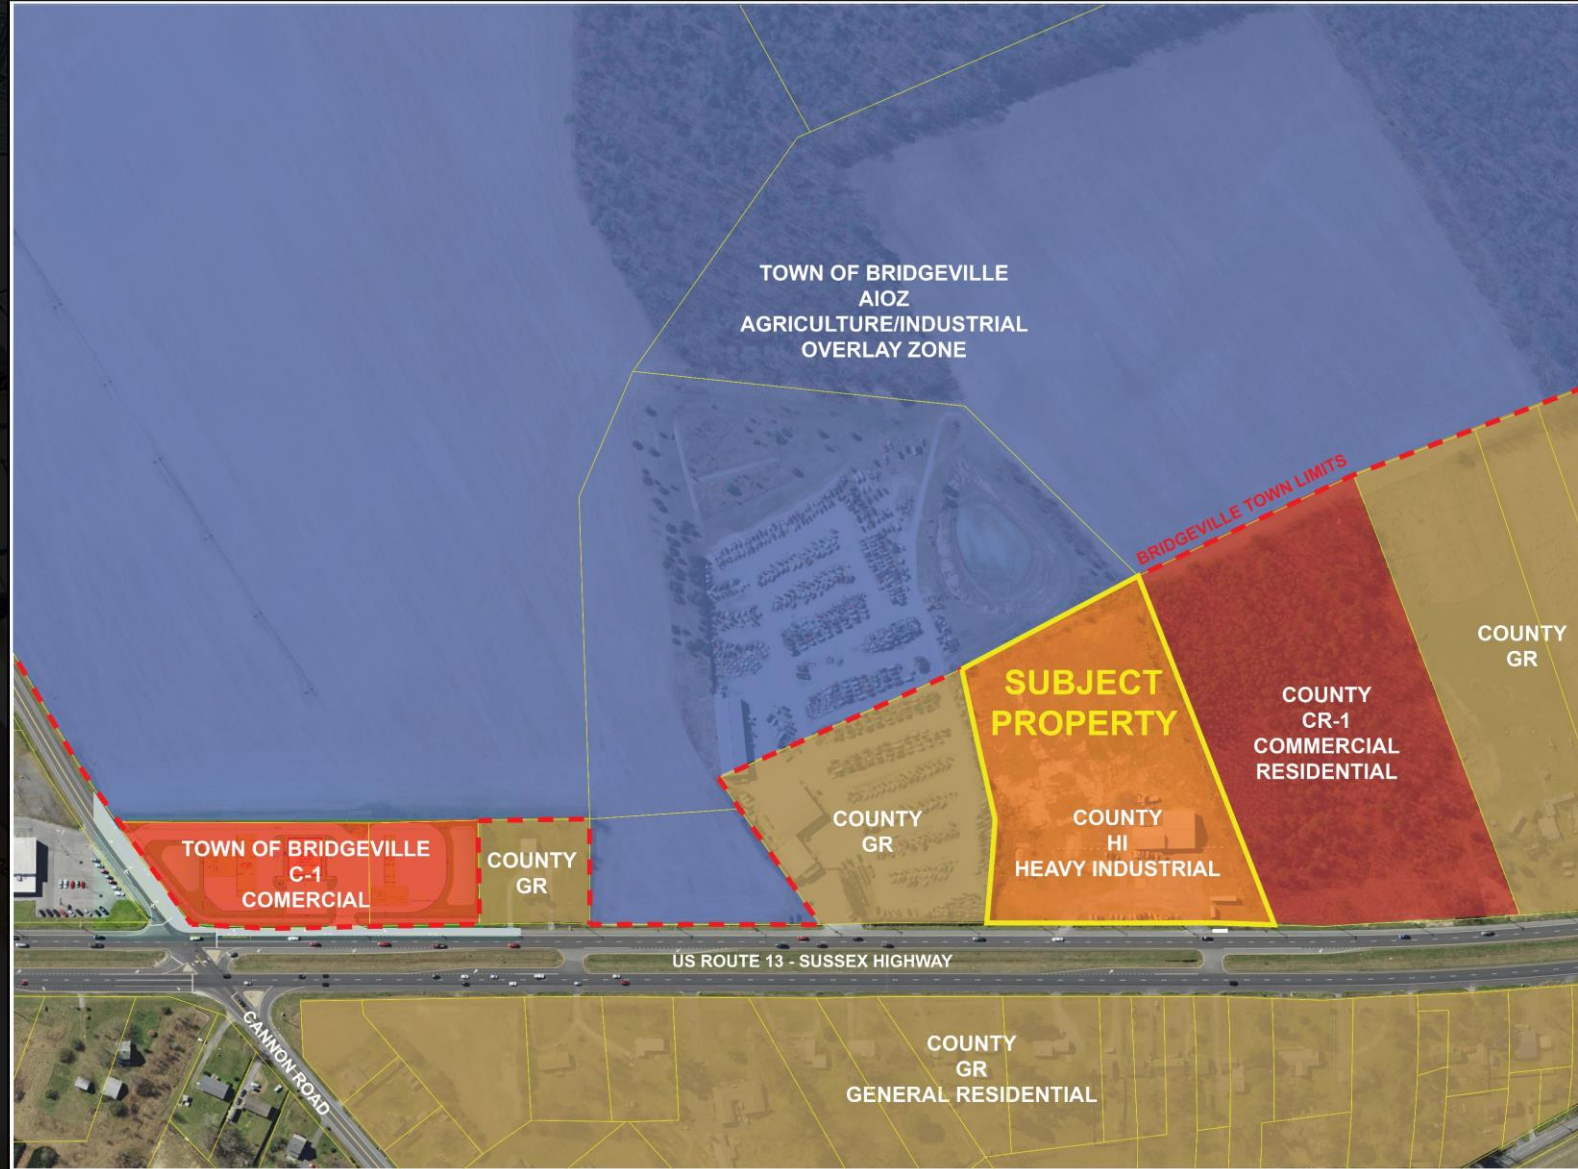 TOWN OF BRIDGEVILLE
AIOZ
AGRICULTURE/INDUSTRIAL
OVERLAY ZONE
BRIDGEVILLE TOWN LIMITS
COUNTY
GR
SUBJECT
PROPERTY
COUNTY
CR-1
COMMERCIAL
RESIDENTIAL
COUNTY
HI
HEAVY INDUSTRIAL
COUNTY
GR
TOWN OF BRIDGEVILLE
C-1
COMERCIAL
COUNTY
GR
US ROUTE 13 - SUSSEX HIGHWAY
CANNON ROAD
COUNTY
GR
GENERAL RESIDENTIAL